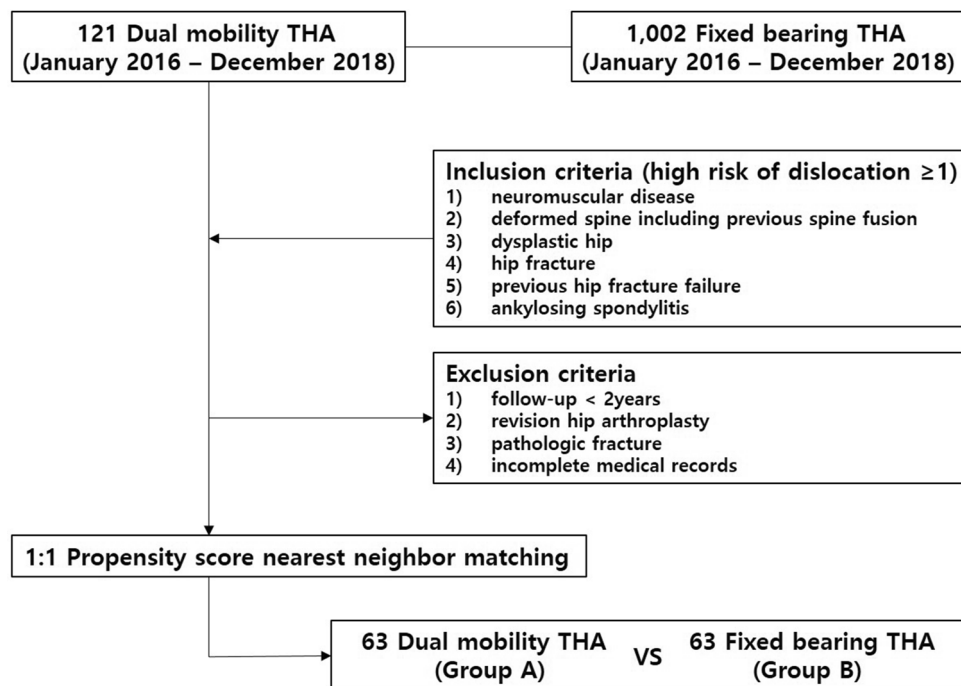 121 Dual mobility THA
(January 2016 – December 2018)
1,002 Fixed bearing THA
(January 2016 – December 2018)
Inclusion criteria (high risk of dislocation ≥1)
1) neuromuscular disease
2) deformed spine including previous spine fusion
3) dysplastic hip
4) hip fracture
5) previous hip fracture failure
6) ankylosing spondylitis
Exclusion criteria
1) follow-up < 2years
2) revision hip arthroplasty
3) pathologic fracture
4) incomplete medical records
1:1 Propensity score nearest neighbor matching
63 Dual mobility THA
(Group A)
VS
63 Fixed bearing THA
(Group B)